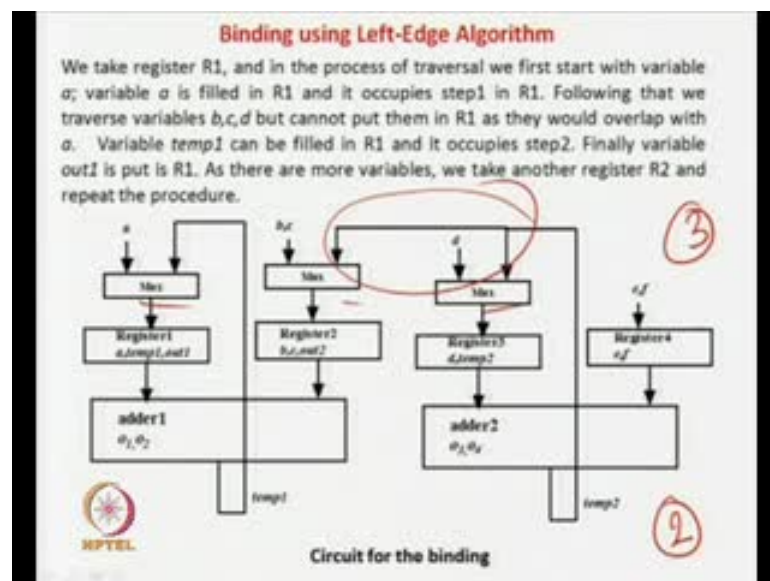 Binding using Left-Edge Algorithm
We take register R1, and in the process of traversal we first start with variable
a; variable a is filled in R1 and it occupies step1 in R1. Following that we
traverse variables b,c,d but cannot put them in R1 as they would overlap with
a. Variable temp1 can be filled in R1 and it occupies step2. Finally variable
out1 is put is R1. As there are more variables, we take another register R2 and
repeat the procedure.
3
a
b,c
d
e,f
Mux
Mux
Mux
Register1
a,temp1,out1
Register2
b,c,out2
Register3
d,temp2
Register4
e,f
adder1
o1,o2
adder2
o3,o4
temp1
temp2
2
NPTEL
Circuit for the binding